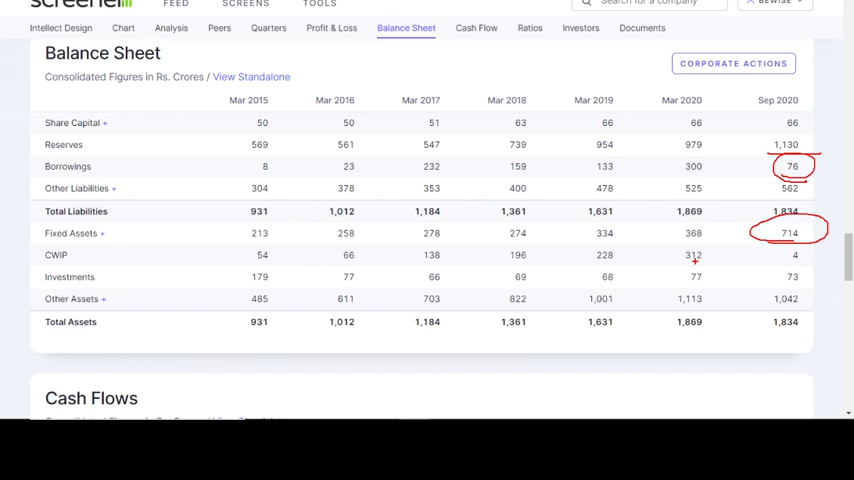 screener
FEED SCREENS TOOLS Search for a company BEWISE
Intellect Design Chart Analysis Peers Quarters Profit & Loss Balance Sheet Cash Flow Ratios Investors Documents
Balance Sheet
Consolidated Figures in Rs. Crores / View Standalone
CORPORATE ACTIONS
Mar 2015 Mar 2016 Mar 2017 Mar 2018 Mar 2019 Mar 2020 Sep 2020
Share Capital + 50 50 51 63 66 66 66
Reserves 569 561 547 739 954 979 1,130
Borrowings 8 23 232 159 133 300 76
Other Liabilities + 304 378 353 400 478 525 562
Total Liabilities 931 1,012 1,184 1,361 1,631 1,869 1,834
Fixed Assets + 213 258 278 274 334 368 714
CWIP 54 66 138 196 228 312 4
Investments 179 77 66 69 68 77 73
Other Assets + 485 611 703 822 1,001 1,113 1,042
Total Assets 931 1,012 1,184 1,361 1,631 1,869 1,834
Cash Flows